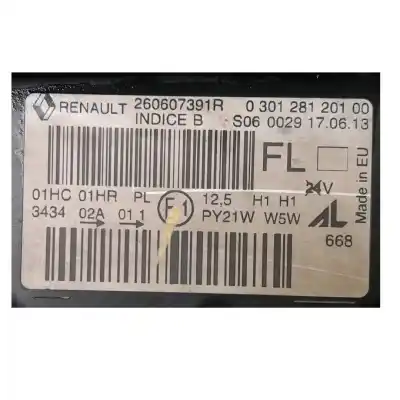 RENAULT 260607391R 0 301 281 201 00
INDICE B S06 0029 17.06.13
FL
Made in EU
01HC 01HR PL E1 12,5 H1 H1 24V
3434 02A 01 1 PY21W W5W AL
668